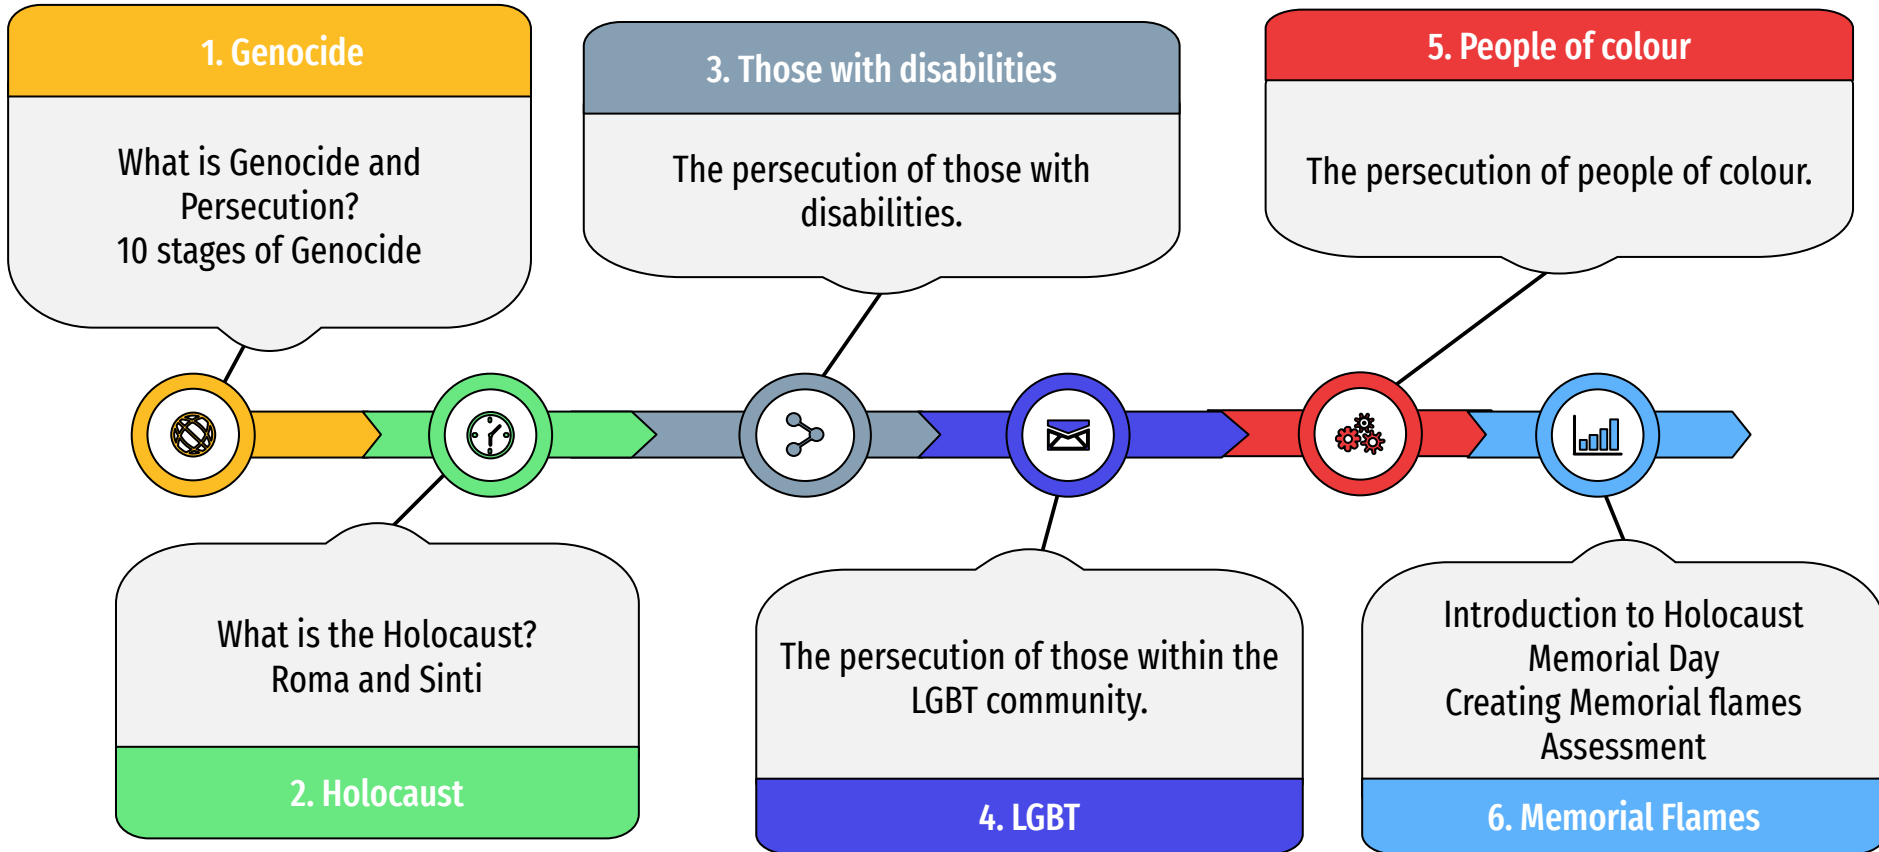 1. Genocide
What is Genocide and
Persecution?
10 stages of Genocide
2. Holocaust
What is the Holocaust?
Roma and Sinti
3. Those with disabilities
The persecution of those with
disabilities.
4. LGBT
The persecution of those within the
LGBT community.
5. People of colour
The persecution of people of colour.
6. Memorial Flames
Introduction to Holocaust
Memorial Day
Creating Memorial flames
Assessment